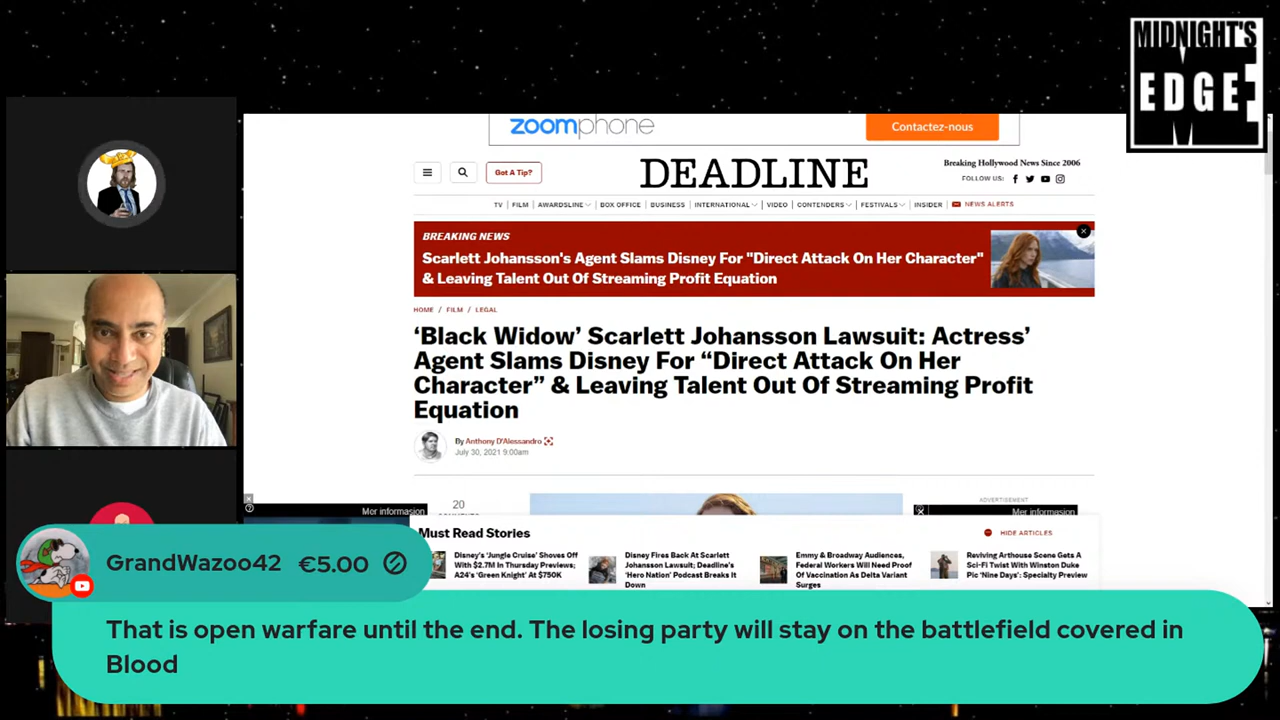 MIDNIGHT'S
EDGE
zoomphone
Contactez-nous
Got A Tip?
DEADLINE
Breaking Hollywood News Since 2006
FOLLOW US:
TV FILM AWARDSLINE BOX OFFICE BUSINESS INTERNATIONAL VIDEO CONTENDERS FESTIVALS INSIDER NEWS ALERTS
BREAKING NEWS
Scarlett Johansson's Agent Slams Disney For "Direct Attack On Her Character"
& Leaving Talent Out Of Streaming Profit Equation
HOME / FILM / LEGAL
‘Black Widow’ Scarlett Johansson Lawsuit: Actress’
Agent Slams Disney For “Direct Attack On Her
Character” & Leaving Talent Out Of Streaming Profit
Equation
By Anthony D'Alessandro
July 30, 2021 9:00am
20
ADVERTISEMENT
Mer informasjon
Mer informasjon
Must Read Stories
HIDE ARTICLES
Disney's 'Jungle Cruise' Shoves Off
With $2.7M In Thursday Previews;
A24's 'Green Knight' At $750K
Disney Fires Back At Scarlett
Johansson Lawsuit; Deadline's
'Hero Nation' Podcast Breaks It
Down
Emmy & Broadway Audiences,
Federal Workers Will Need Proof
Of Vaccination As Delta Variant
Surges
Reviving Arthouse Scene Gets A
Sci-Fi Twist With Winston Duke
Pic 'Nine Days': Specialty Preview
GrandWazoo42 €5.00
That is open warfare until the end. The losing party will stay on the battlefield covered in
Blood